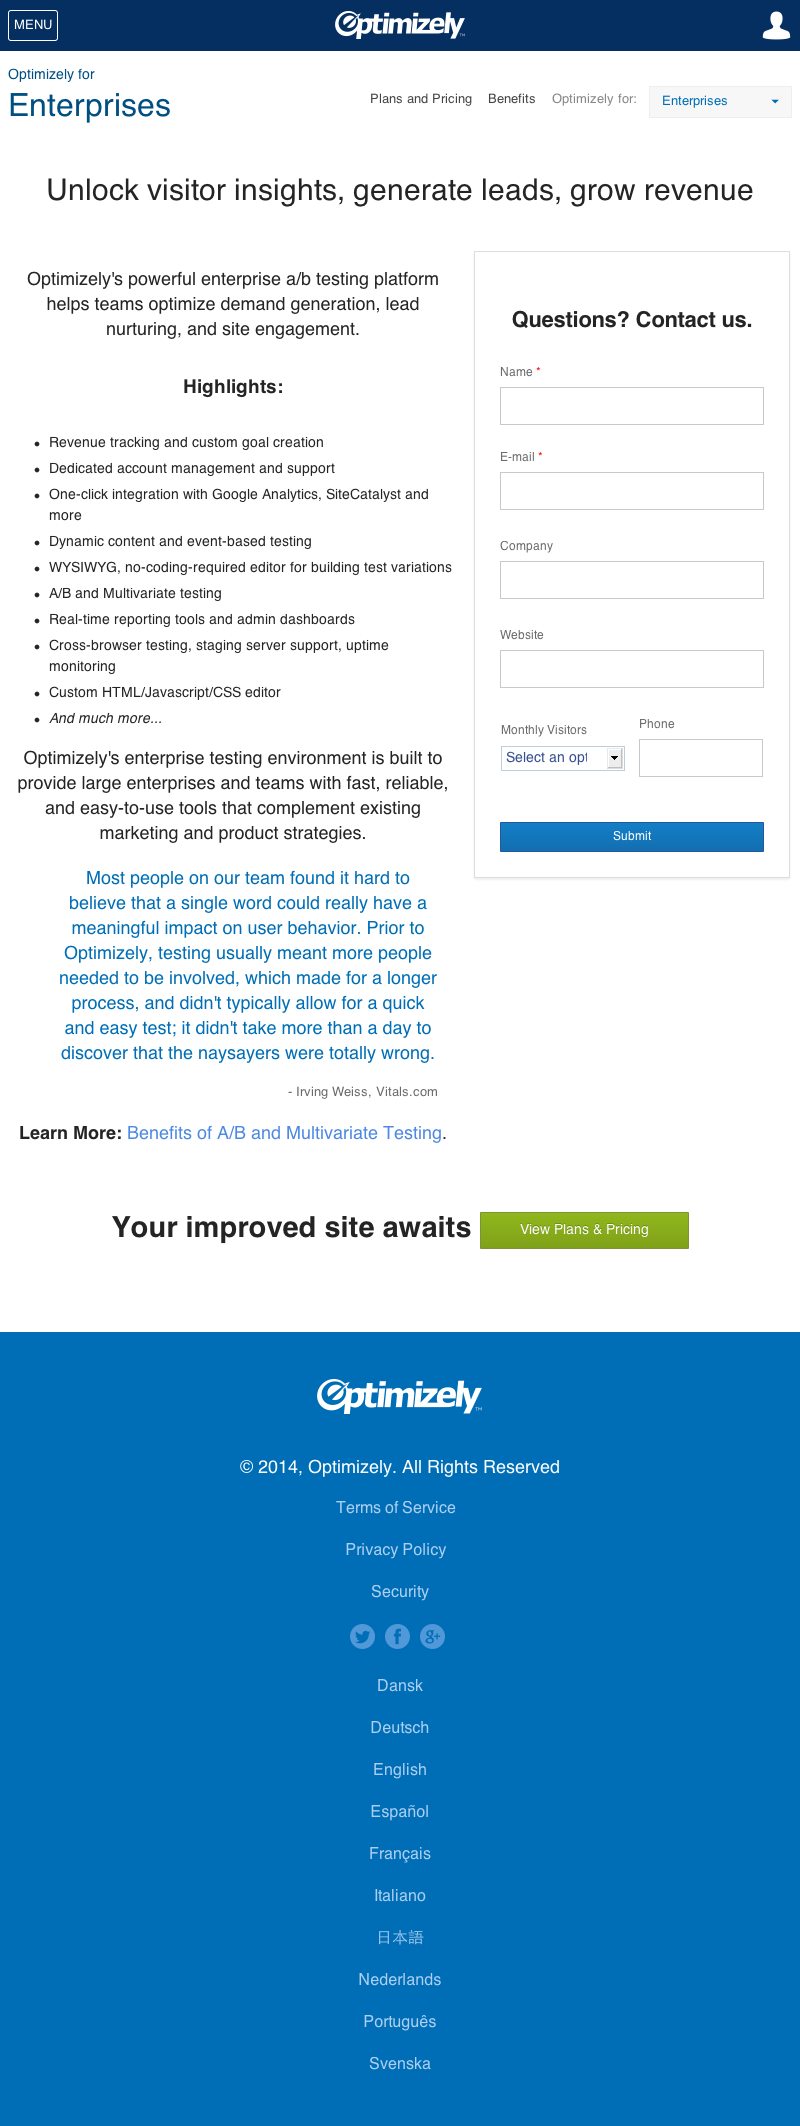 MENU
Optimizely™
Optimizely for
Enterprises
Plans and Pricing
Benefits
Optimizely for:
Enterprises
Unlock visitor insights, generate leads, grow revenue
Optimizely's powerful enterprise a/b testing platform
helps teams optimize demand generation, lead
nurturing, and site engagement.
Highlights:
• Revenue tracking and custom goal creation
• Dedicated account management and support
• One-click integration with Google Analytics, SiteCatalyst and
more
• Dynamic content and event-based testing
• WYSIWYG, no-coding-required editor for building test variations
• A/B and Multivariate testing
• Real-time reporting tools and admin dashboards
• Cross-browser testing, staging server support, uptime
monitoring
• Custom HTML/Javascript/CSS editor
• And much more...
Optimizely's enterprise testing environment is built to
provide large enterprises and teams with fast, reliable,
and easy-to-use tools that complement existing
marketing and product strategies.
Most people on our team found it hard to
believe that a single word could really have a
meaningful impact on user behavior. Prior to
Optimizely, testing usually meant more people
needed to be involved, which made for a longer
process, and didn't typically allow for a quick
and easy test; it didn't take more than a day to
discover that the naysayers were totally wrong.
- Irving Weiss, Vitals.com
Learn More: Benefits of A/B and Multivariate Testing.
Questions? Contact us.
Name *
E-mail *
Company
Website
Monthly Visitors
Select an opt
Phone
Submit
Your improved site awaits
View Plans & Pricing
Optimizely™
© 2014, Optimizely. All Rights Reserved
Terms of Service
Privacy Policy
Security
Dansk
Deutsch
English
Español
Français
Italiano
日本語
Nederlands
Português
Svenska